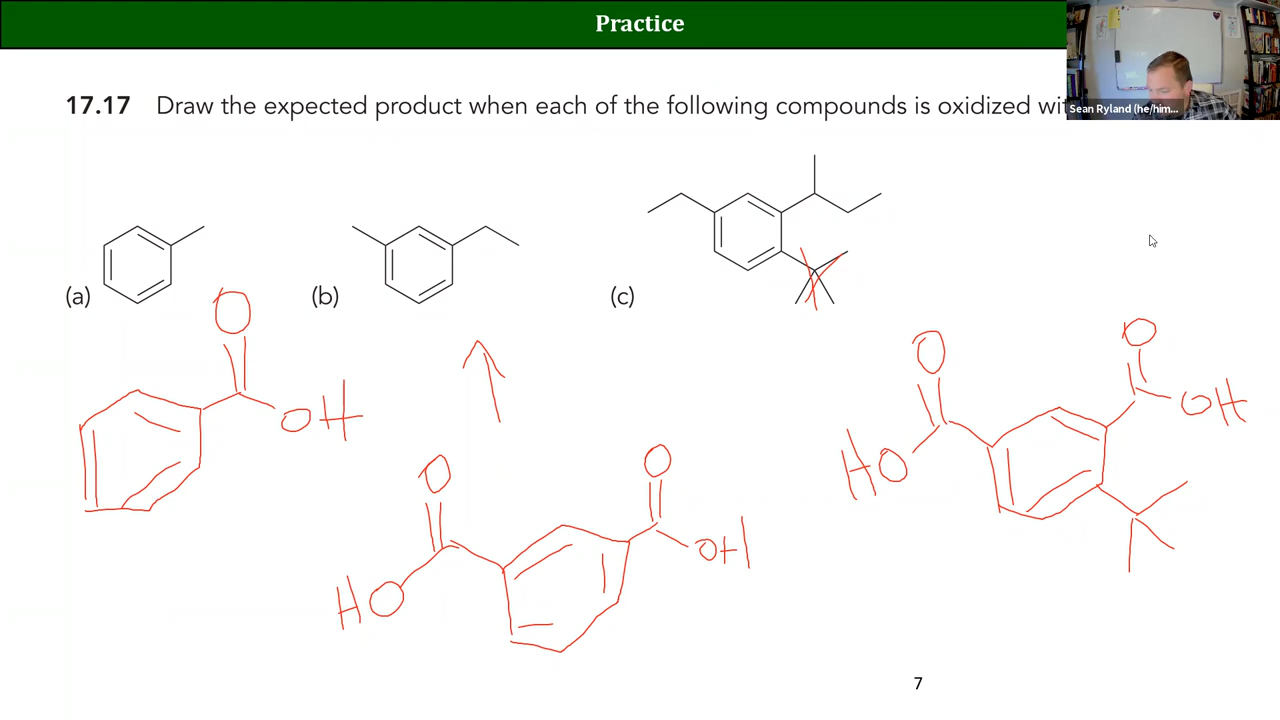 Practice
17.17 Draw the expected product when each of the following compounds is oxidized
Sean Ryland (he/him...
(a)
(b)
(c)
O
OH
O
HO
O
OH
O
HO
O
OH
7